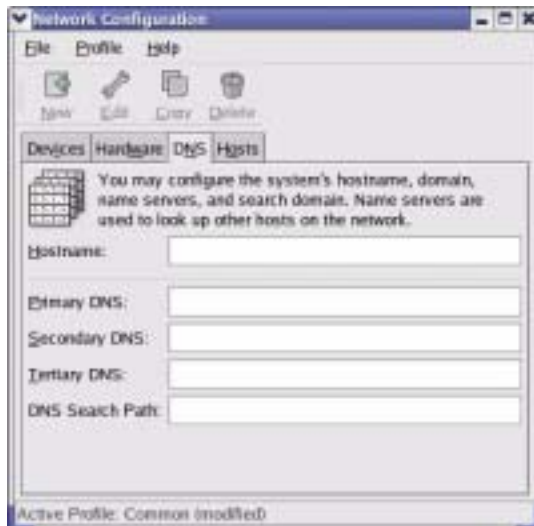 Network Configuration
File Profile Help
New Edit Copy Delete
Devices Hardware DNS Hosts
You may configure the system's hostname, domain,
name servers, and search domain. Name servers are
used to look up other hosts on the network.
Hostname:
Primary DNS:
Secondary DNS:
Tertiary DNS:
DNS Search Path:
Active Profile: Common (modified)